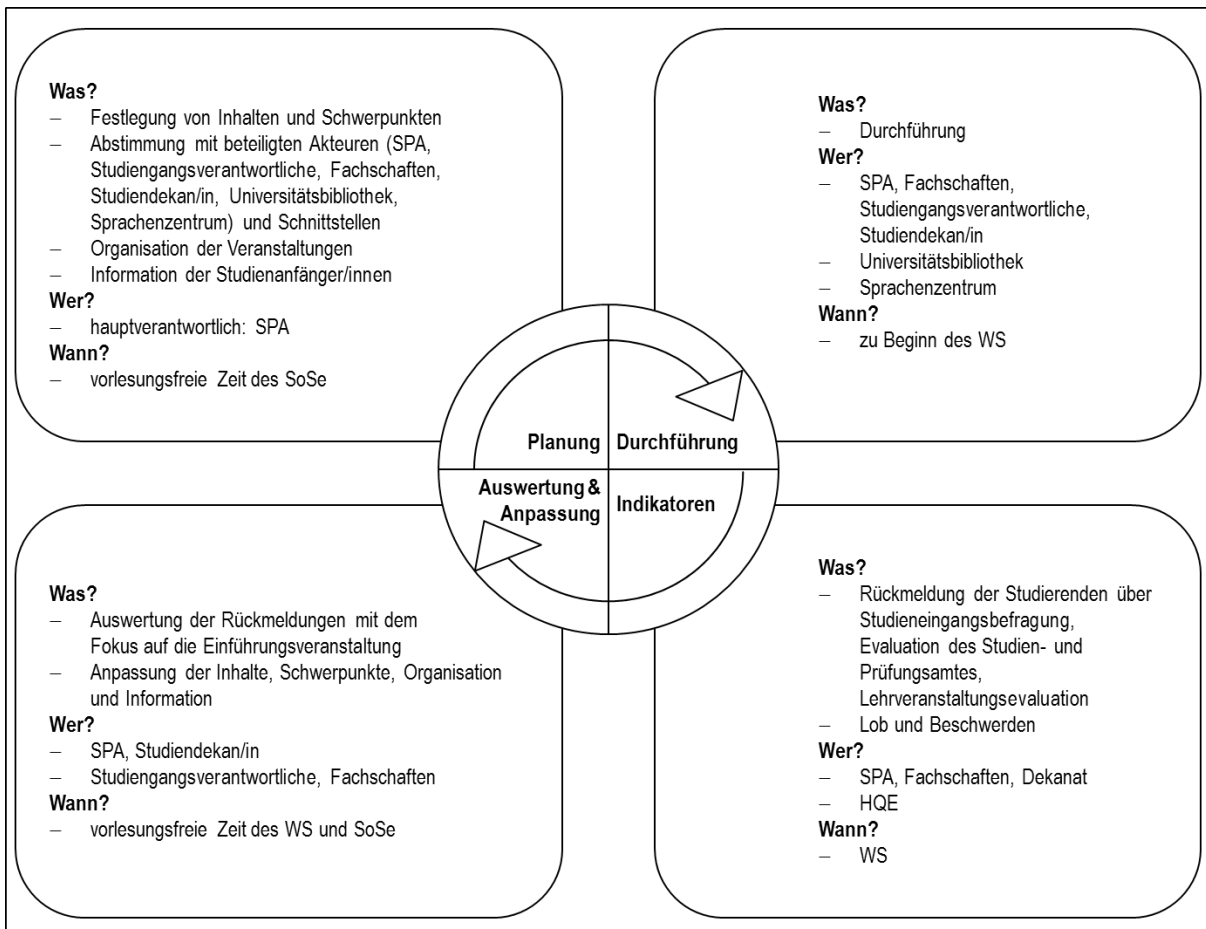 Was?
– Festlegung von Inhalten und Schwerpunkten
– Abstimmung mit beteiligten Akteuren (SPA,
Studiengangsverantwortliche, Fachschaften,
Studiendekan/in, Universitätsbibliothek,
Sprachenzentrum) und Schnittstellen
– Organisation der Veranstaltungen
– Information der Studienanfänger/innen
Wer?
– hauptverantwortlich: SPA
Wann?
– vorlesungsfreie Zeit des SoSe
Was?
– Durchführung
Wer?
– SPA, Fachschaften,
Studiengangsverantwortliche,
Studiendekan/in
– Universitätsbibliothek
– Sprachenzentrum
Wann?
– zu Beginn des WS
Planung
Durchführung
Auswertung &
Anpassung
Indikatoren
Was?
– Auswertung der Rückmeldungen mit dem
Fokus auf die Einführungsveranstaltung
– Anpassung der Inhalte, Schwerpunkte, Organisation
und Information
Wer?
– SPA, Studiendekan/in
– Studiengangsverantwortliche, Fachschaften
Wann?
– vorlesungsfreie Zeit des WS und SoSe
Was?
– Rückmeldung der Studierenden über
Studieneingangsbefragung,
Evaluation des Studien- und
Prüfungsamtes,
Lehrveranstaltungsevaluation
– Lob und Beschwerden
Wer?
– SPA, Fachschaften, Dekanat
– HQE
Wann?
– WS